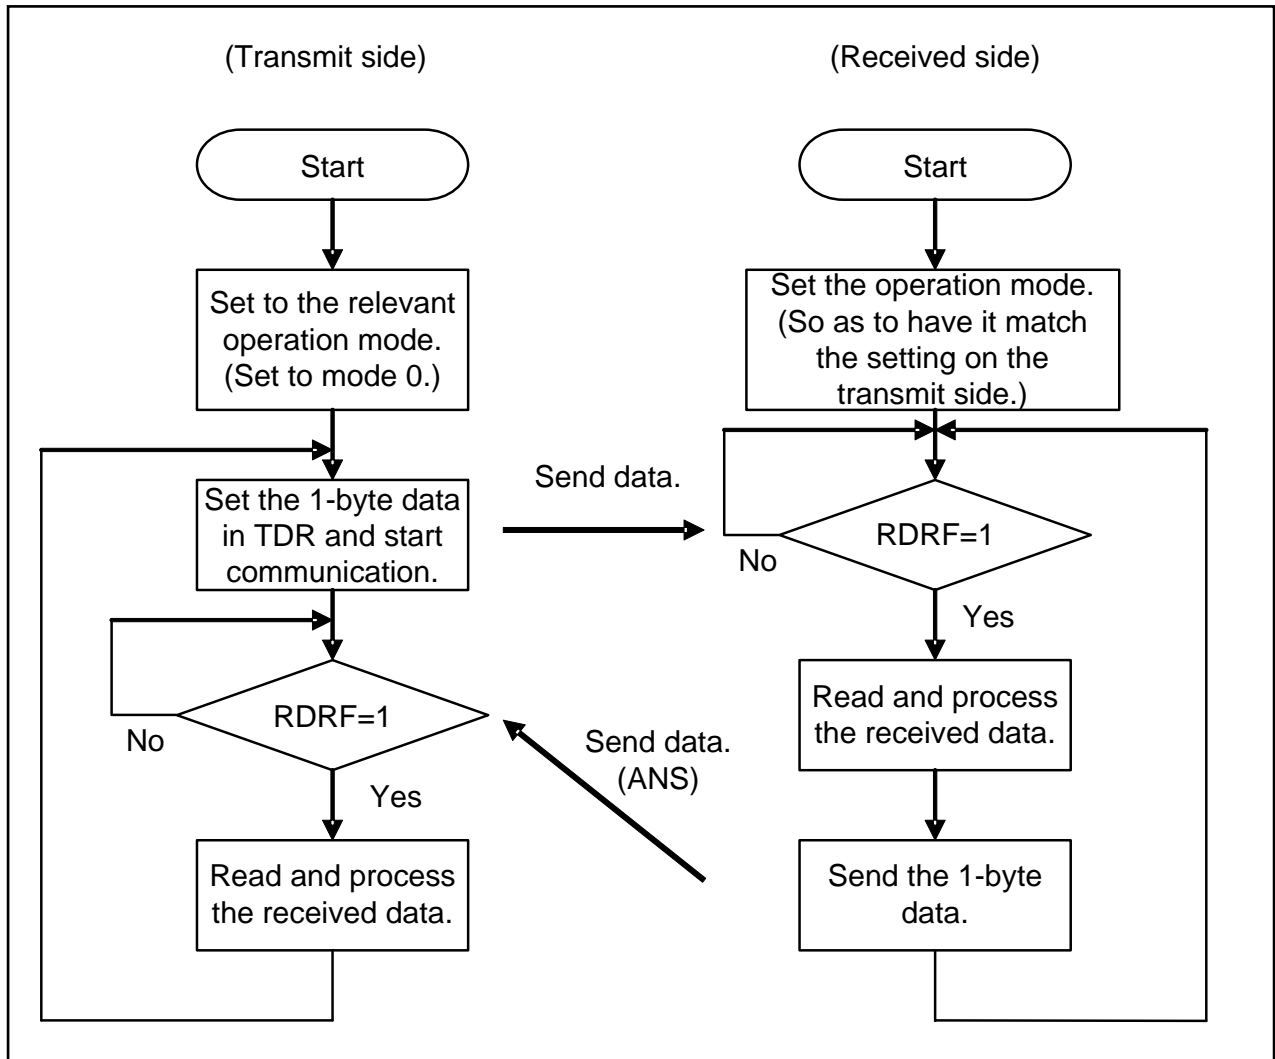 (Transmit side)
Start
Set to the relevant
operation mode.
(Set to mode 0.)
Set the 1-byte data
in TDR and start
communication.
RDRF=1
No
Yes
Read and process
the received data.
Send data.
Send data.
(ANS)
(Received side)
Start
Set the operation mode.
(So as to have it match
the setting on the
transmit side.)
RDRF=1
No
Yes
Read and process
the received data.
Send the 1-byte
data.